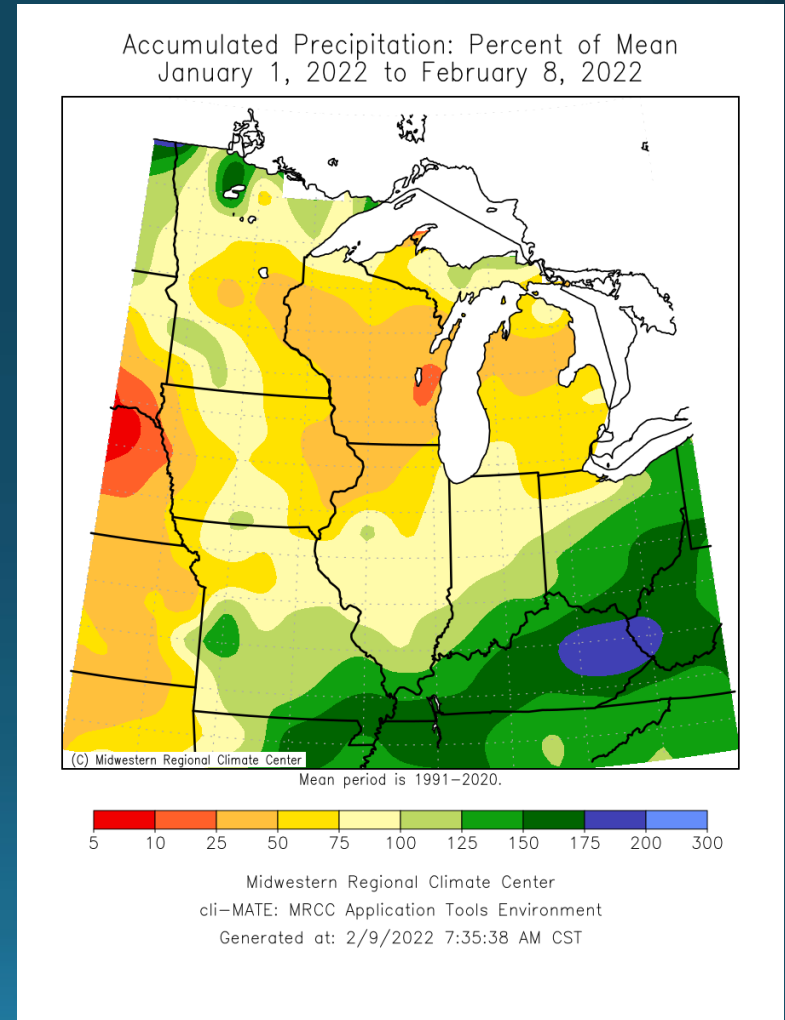 Accumulated Precipitation: Percent of Mean
January 1, 2022 to February 8, 2022
(C) Midwestern Regional Climate Center
Mean period is 1991-2020.
5 10 25 50 75 100 125 150 175 200 300
Midwestern Regional Climate Center
cli-MATE: MRCC Application Tools Environment
Generated at: 2/9/2022 7:35:38 AM CST